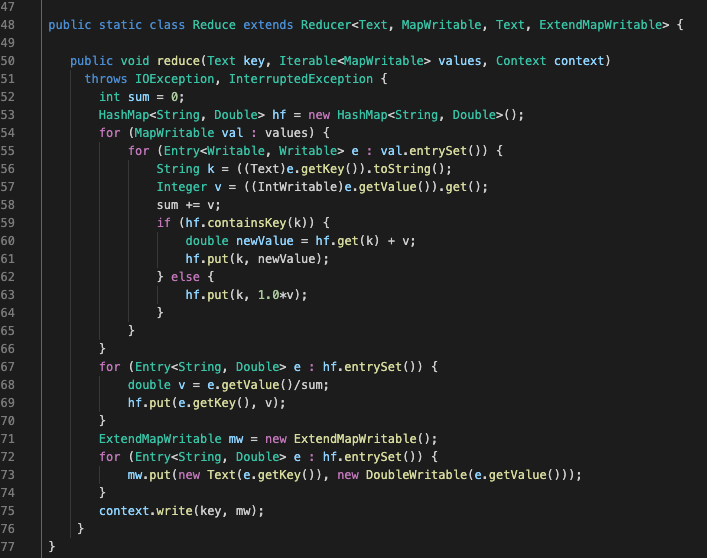 47
48 public static class Reduce extends Reducer<Text, MapWritable, Text, ExtendMapWritable> {
49
50 public void reduce(Text key, Iterable<MapWritable> values, Context context)
51 throws IOException, InterruptedException {
52 int sum = 0;
53 HashMap<String, Double> hf = new HashMap<String, Double>();
54 for (MapWritable val : values) {
55 for (Entry<Writable, Writable> e : val.entrySet()) {
56 String k = ((Text)e.getKey()).toString();
57 Integer v = ((IntWritable)e.getValue()).get();
58 sum += v;
59 if (hf.containsKey(k)) {
60 double newValue = hf.get(k) + v;
61 hf.put(k, newValue);
62 } else {
63 hf.put(k, 1.0*v);
64 }
65 }
66 }
67 for (Entry<String, Double> e : hf.entrySet()) {
68 double v = e.getValue()/sum;
69 hf.put(e.getKey(), v);
70 }
71 ExtendMapWritable mw = new ExtendMapWritable();
72 for (Entry<String, Double> e : hf.entrySet()) {
73 mw.put(new Text(e.getKey()), new DoubleWritable(e.getValue()));
74 }
75 context.write(key, mw);
76 }
77 }